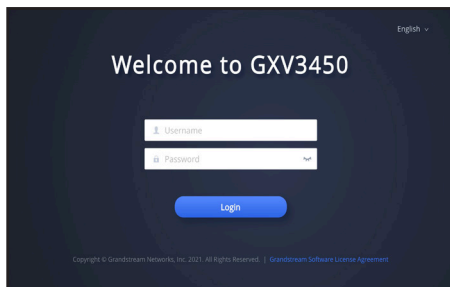 English
Welcome to GXV3450
Username
Password
Login
Copyright © Grandstream Networks, Inc. 2021. All Rights Reserved. | Grandstream Software License Agreement